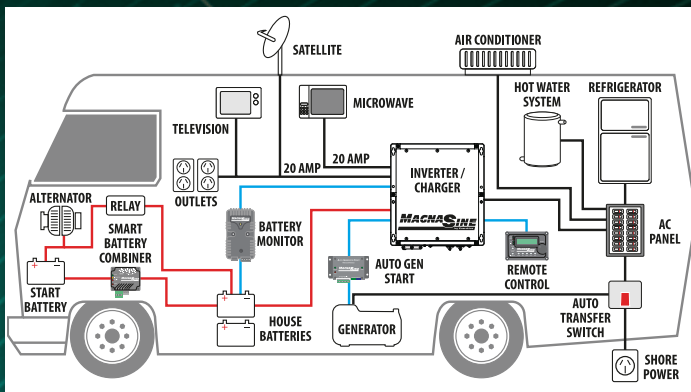 SATELLITE
AIR CONDITIONER
HOT WATER
SYSTEM
REFRIGERATOR
TELEVISION
MICROWAVE
20 AMP
20 AMP
OUTLETS
INVERTER /
CHARGER
MAGNASINE
ALTERNATOR
RELAY
SMART
BATTERY
COMBINER
BATTERY
MONITOR
AUTO GEN
START
REMOTE
CONTROL
AC
PANEL
START
BATTERY
HOUSE
BATTERIES
GENERATOR
AUTO
TRANSFER
SWITCH
SHORE
POWER